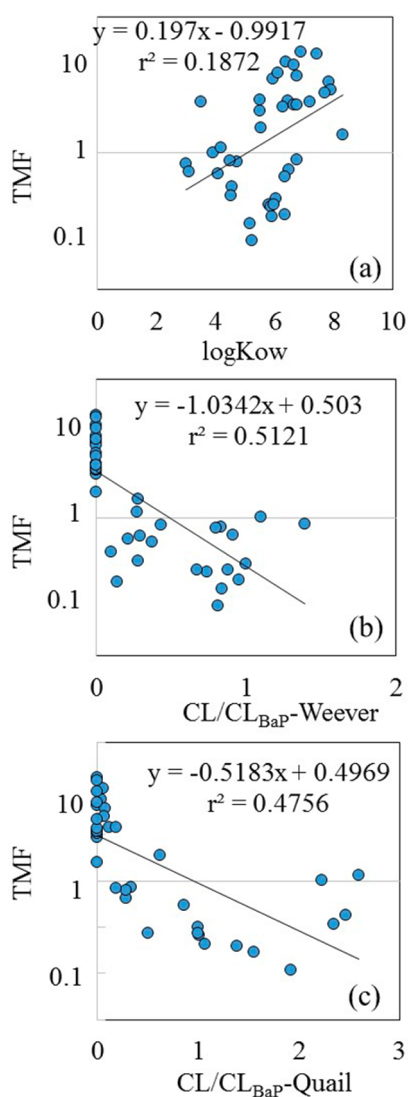 y = 0.197x - 0.9917
r² = 0.1872
10
1
0.1
TMF
(a)
0 2 4 6 8 10
logKow
y = -1.0342x + 0.503
r² = 0.5121
10
1
0.1
TMF
(b)
0 1 2
CL/CL_BaP-Weever
y = -0.5183x + 0.4969
r² = 0.4756
10
1
0.1
TMF
(c)
0 1 2 3
CL/CL_BaP-Quail